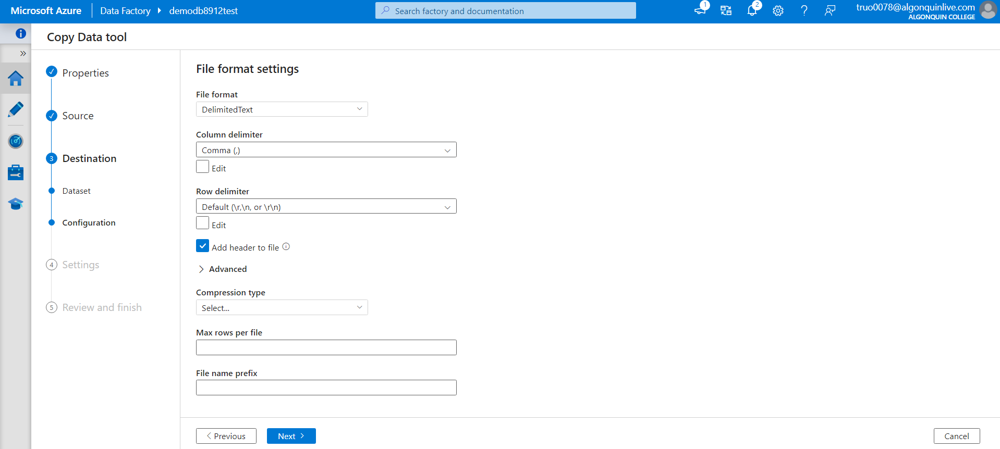 Microsoft Azure
Data Factory
demodb8912test
Search factory and documentation
1
2
truo0078@algonquinlive.com
ALGONQUIN COLLEGE
Copy Data tool
Properties
Source
3 Destination
Dataset
Configuration
4 Settings
5 Review and finish
File format settings
File format
DelimitedText
Column delimiter
Comma (,)
Edit
Row delimiter
Default (\r,\n, or \r\n)
Edit
Add header to file
Advanced
Compression type
Select...
Max rows per file
File name prefix
Previous
Next
Cancel